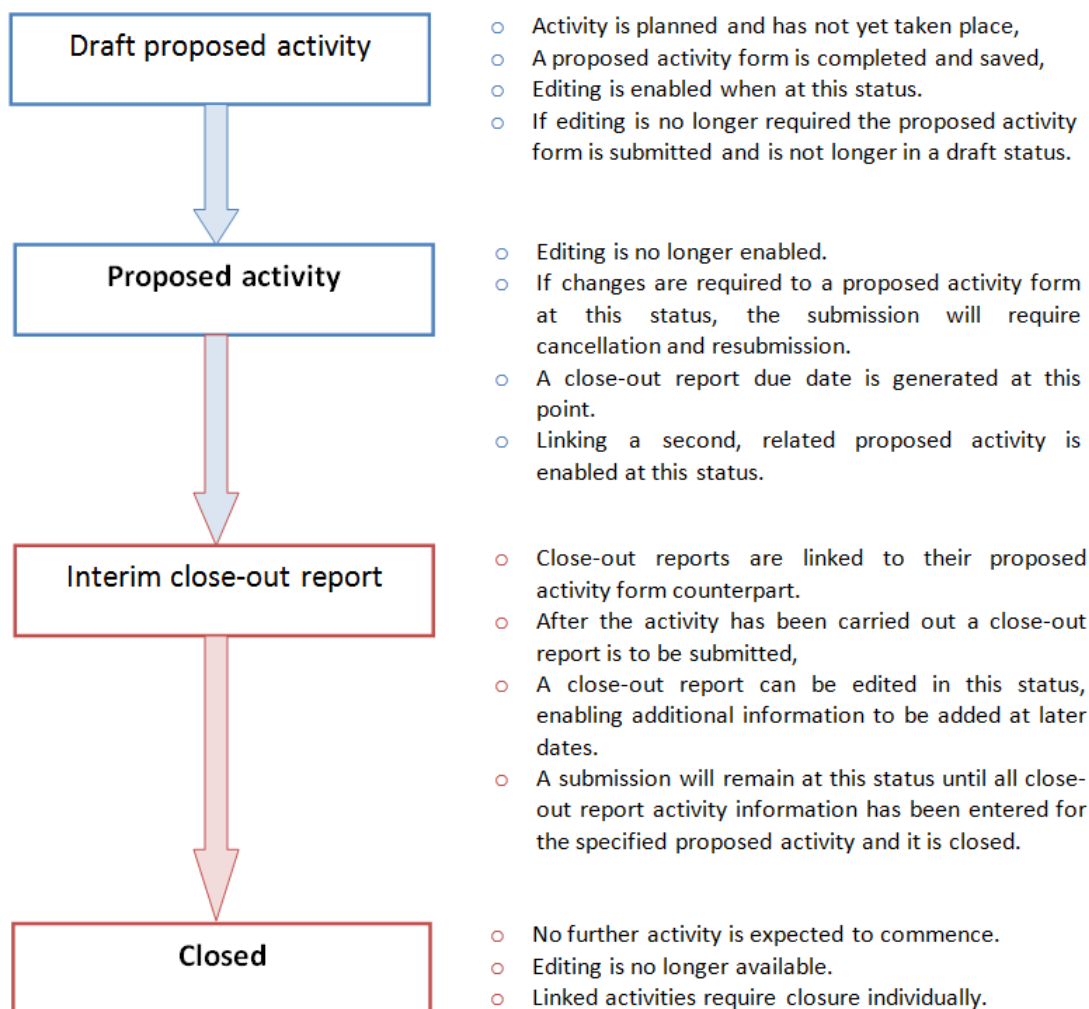 Draft proposed activity
○ Activity is planned and has not yet taken place,
○ A proposed activity form is completed and saved,
○ Editing is enabled when at this status.
○ If editing is no longer required the proposed activity
form is submitted and is not longer in a draft status.
Proposed activity
○ Editing is no longer enabled.
○ If changes are required to a proposed activity form
at this status, the submission will require
cancellation and resubmission.
○ A close-out report due date is generated at this
point.
○ Linking a second, related proposed activity is
enabled at this status.
Interim close-out report
○ Close-out reports are linked to their proposed
activity form counterpart.
○ After the activity has been carried out a close-out
report is to be submitted,
○ A close-out report can be edited in this status,
enabling additional information to be added at later
dates.
○ A submission will remain at this status until all close-
out report activity information has been entered for
the specified proposed activity and it is closed.
Closed
○ No further activity is expected to commence.
○ Editing is no longer available.
○ Linked activities require closure individually.